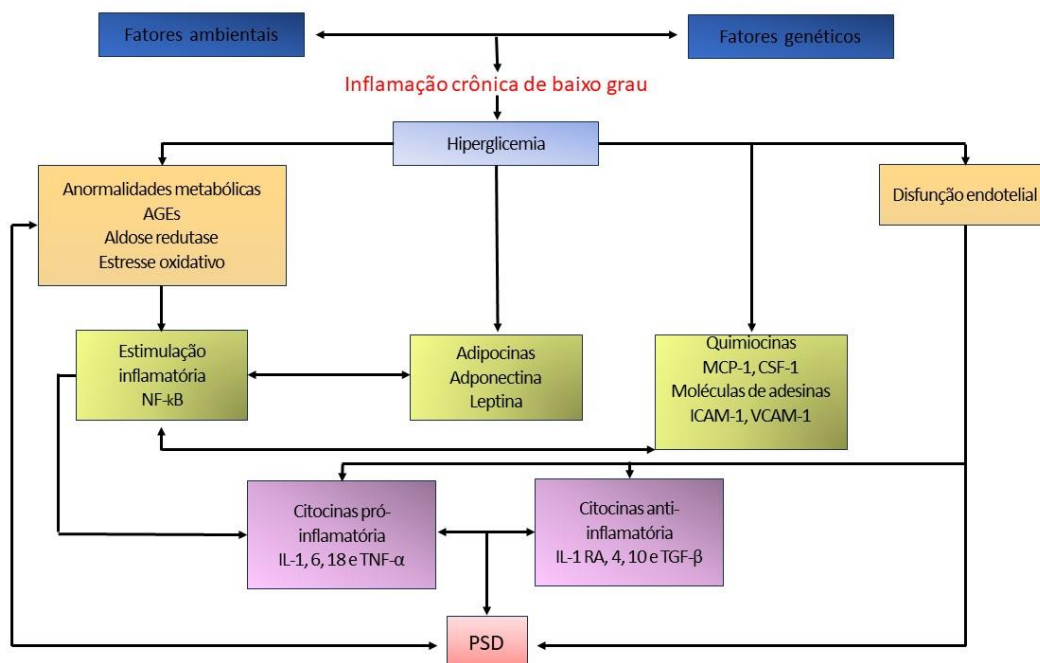 Fatores ambientais
Fatores genéticos
Inflamação crônica de baixo grau
Hiperglicemia
Anormalidades metabólicas
AGEs
Aldose redutase
Estresse oxidativo
Disfunção endotelial
Estimulação
inflamatória
NF-kB
Adipocinas
Adponectina
Leptina
Quimiocinas
MCP-1, CSF-1
Moléculas de adesinas
ICAM-1, VCAM-1
Citocinas pró-
inflamatória
IL-1, 6, 18 e TNF-α
Citocinas anti-
inflamatória
IL-1 RA, 4, 10 e TGF-β
PSD